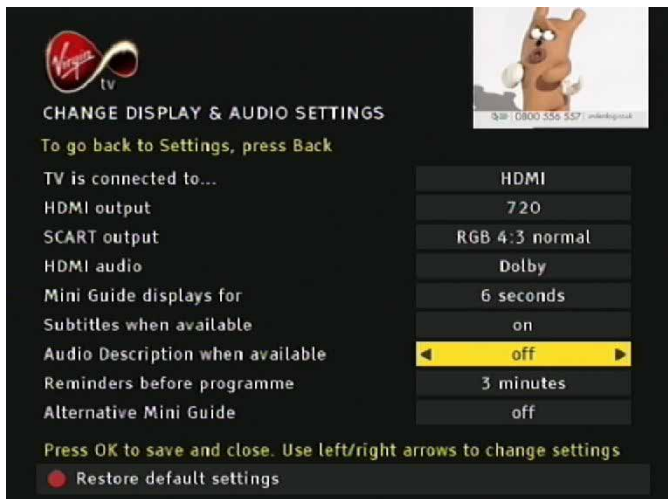 Virgin
tv
0800 556 557
CHANGE DISPLAY & AUDIO SETTINGS
To go back to Settings, press Back
TV is connected to... HDMI
HDMI output 720
SCART output RGB 4:3 normal
HDMI audio Dolby
Mini Guide displays for 6 seconds
Subtitles when available on
Audio Description when available off
Reminders before programme 3 minutes
Alternative Mini Guide off
Press OK to save and close. Use left/right arrows to change settings
Restore default settings